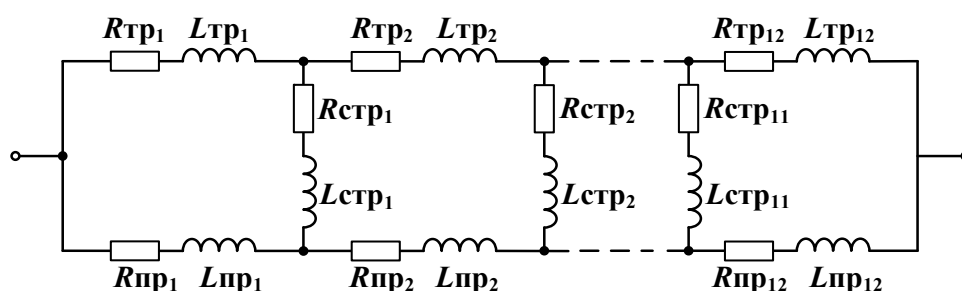 Rтр₁ Lтр₁ Rтр₂ Lтр₂ Rтр₁₂ Lтр₁₂
Rстр₁ Rстр₂ Rстр₁₁
Lстр₁ Lстр₂ Lстр₁₁
Rпр₁ Lпр₁ Rпр₂ Lпр₂ Rпр₁₂ Lпр₁₂